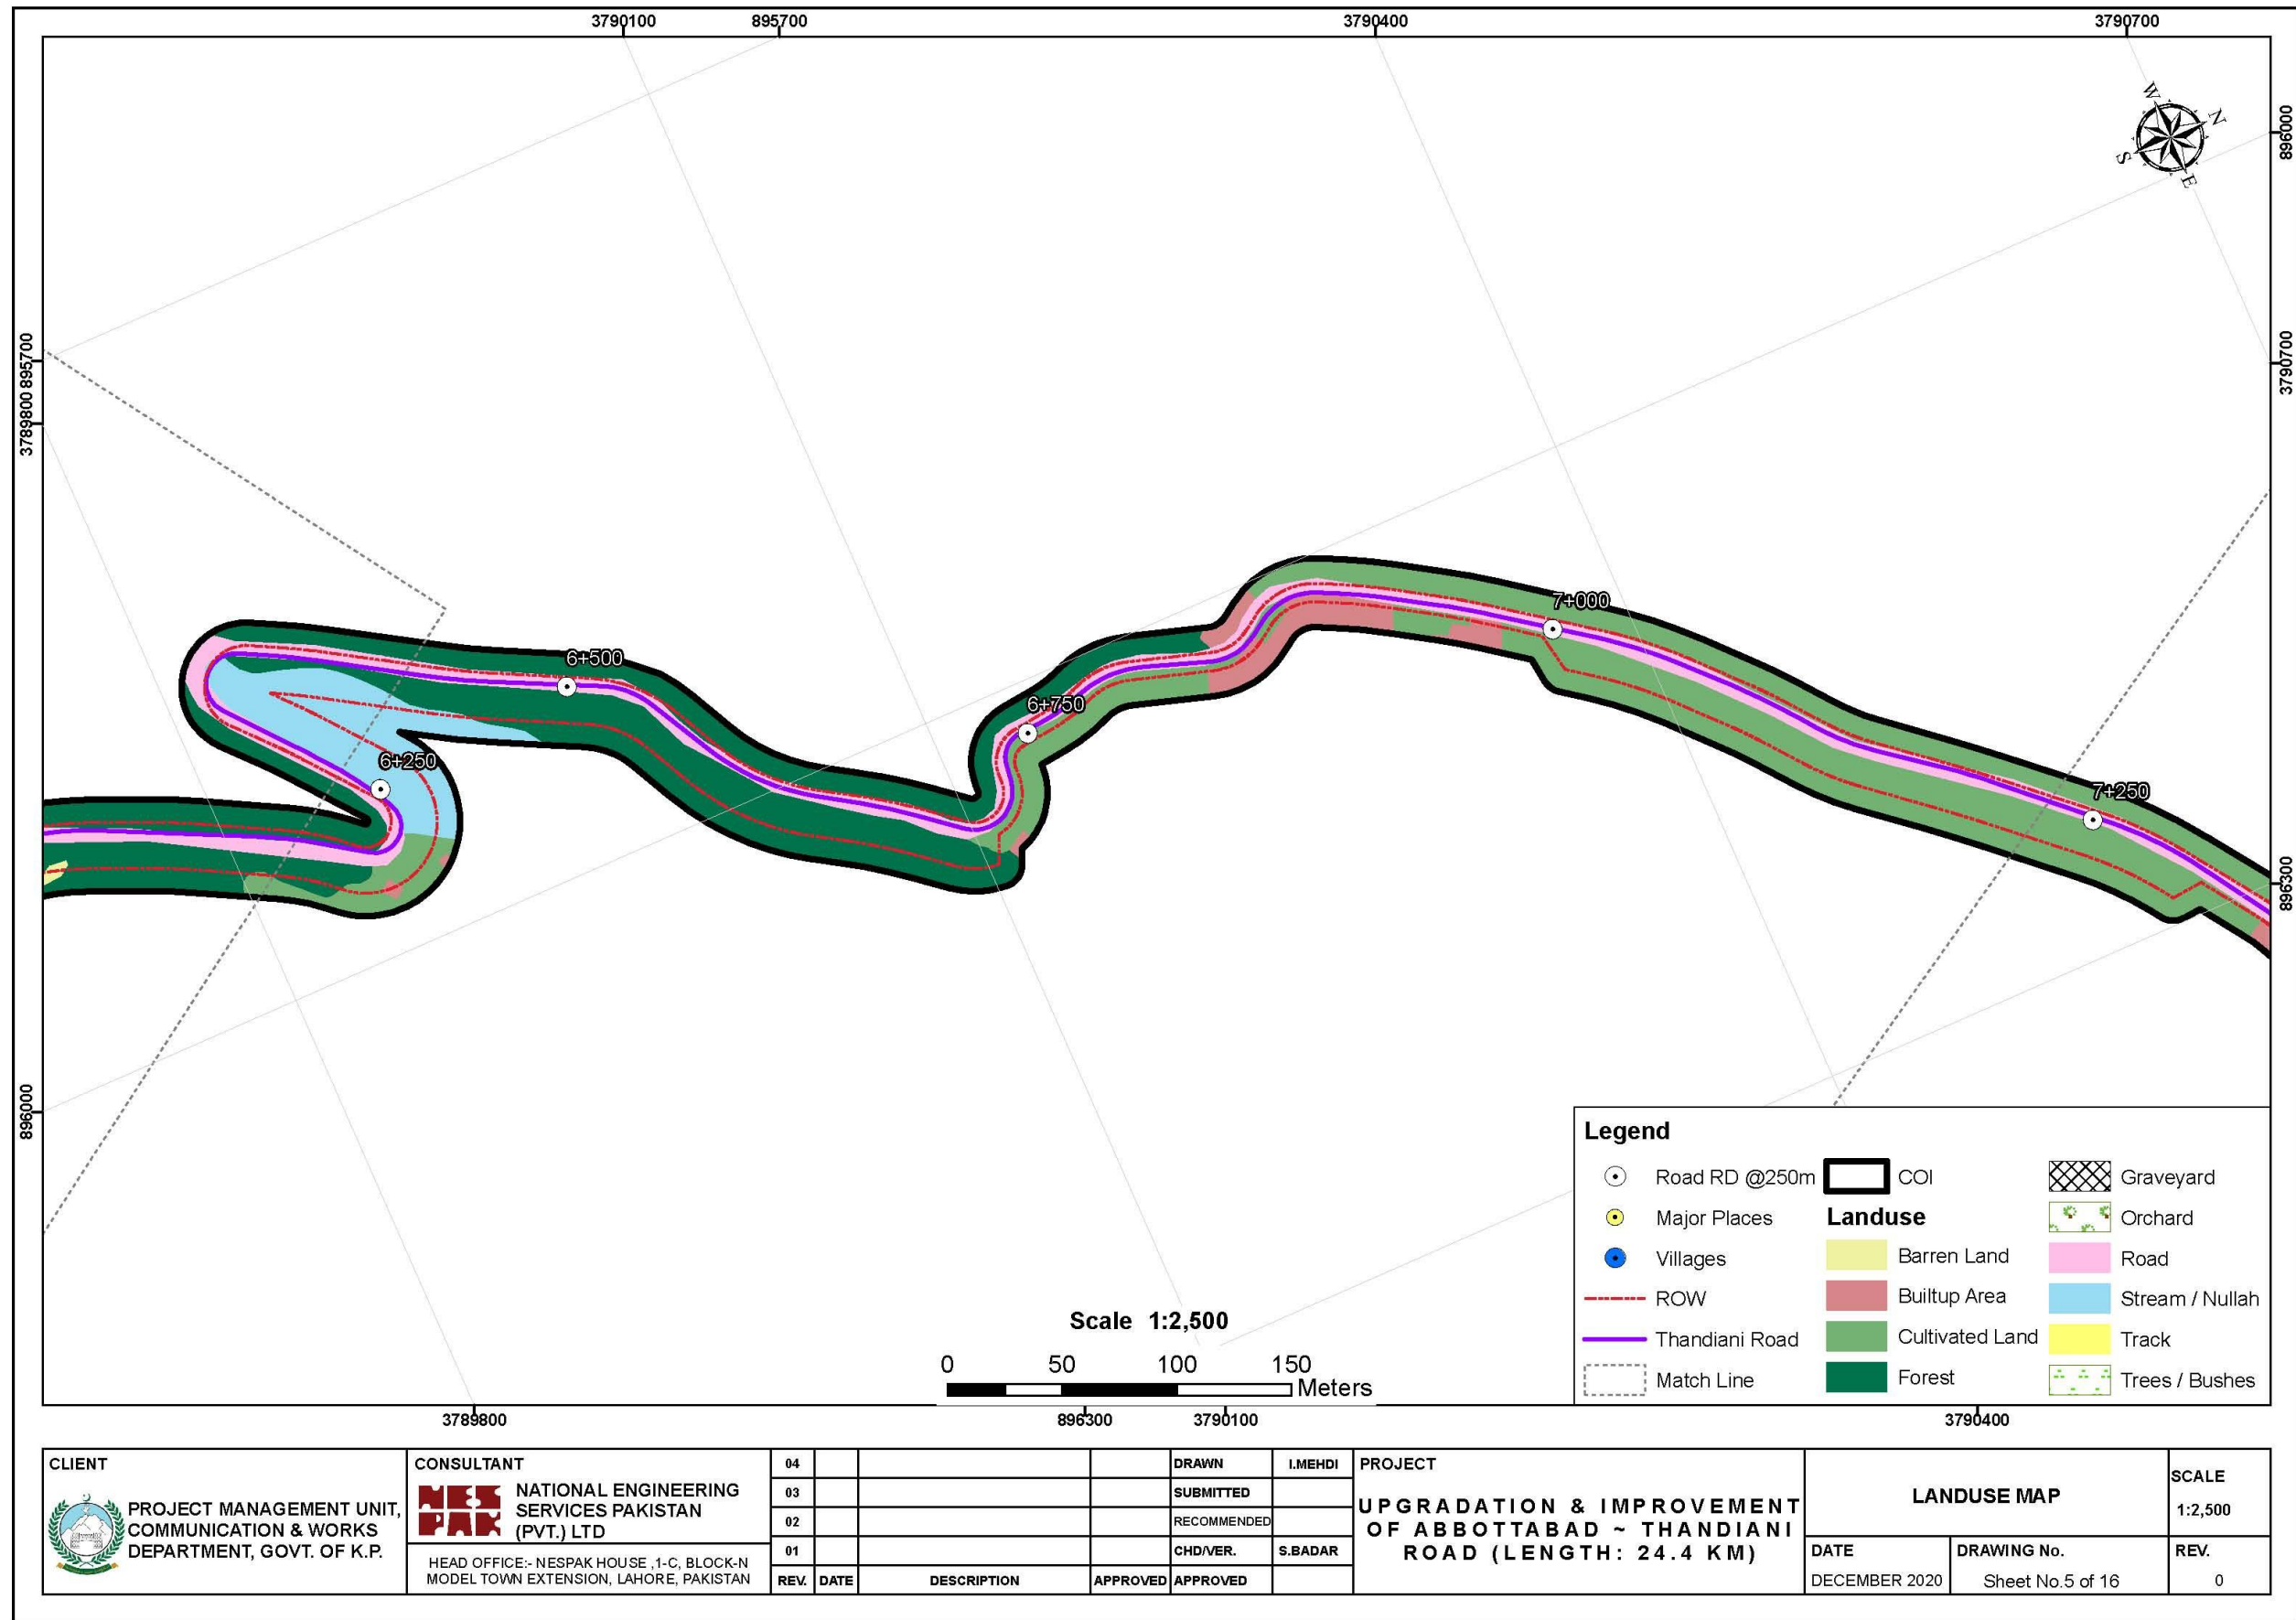 3790100
895700
3790400
3790700
W
N
S
E
896000
3790700
896300
895700
3789800
896000
6+500
6+250
6+750
7+000
7+250
Legend
Road RD @250m
Major Places
Villages
ROW
Thandiani Road
Match Line
COI
Landuse
Barren Land
Builtup Area
Cultivated Land
Forest
Graveyard
Orchard
Road
Stream / Nullah
Track
Trees / Bushes
Scale 1:2,500
0 50 100 150
Meters
3789800
896300
3790100
3790400
CLIENT
PROJECT MANAGEMENT UNIT,
COMMUNICATION & WORKS
DEPARTMENT, GOVT. OF K.P.
CONSULTANT
NES
PAK
NATIONAL ENGINEERING
SERVICES PAKISTAN
(PVT.) LTD
HEAD OFFICE:- NESPAK HOUSE ,1-C, BLOCK-N
MODEL TOWN EXTENSION, LAHORE, PAKISTAN
04
03
02
01
REV. DATE DESCRIPTION APPROVED
DRAWN I.MEHDI
SUBMITTED
RECOMMENDED
CHD/VER. S.BADAR
APPROVED
PROJECT
UPGRADATION & IMPROVEMENT
OF ABBOTTABAD ~ THANDIANI
ROAD (LENGTH: 24.4 KM)
LANDUSE MAP
SCALE
1:2,500
DATE
DECEMBER 2020
DRAWING No.
Sheet No.5 of 16
REV.
0